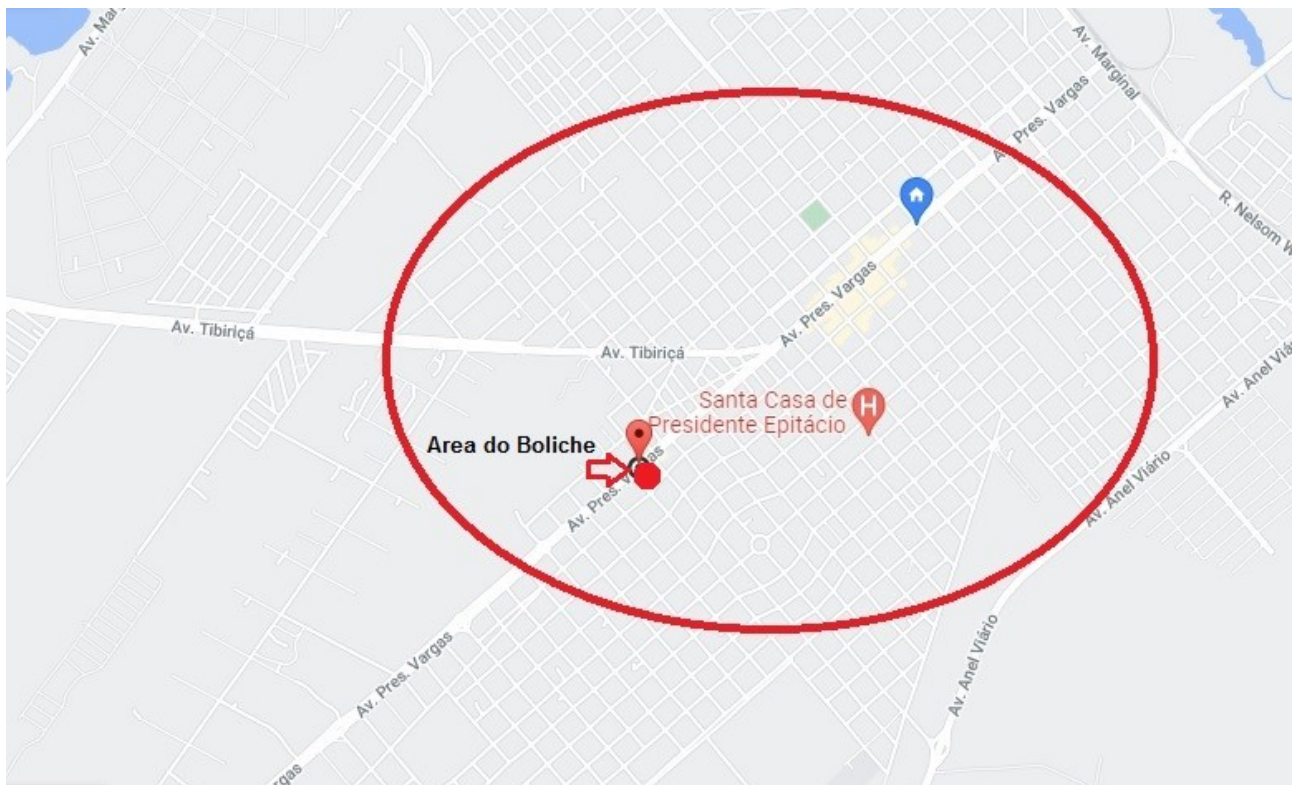 Av. Mar
Av. Marginal
Av. Pres. Vargas
R. Nelsom W
Av. Pres. Vargas
Av. Tibiriçá
Av. Tibiriçá
Av. Anel Viá
Santa Casa de
Presidente Epitácio
H
Area do Boliche
Av. Pres. Vargas
Av. Anel Viário
Av. Pres. Vargas
Av. Anel Viário
rgas